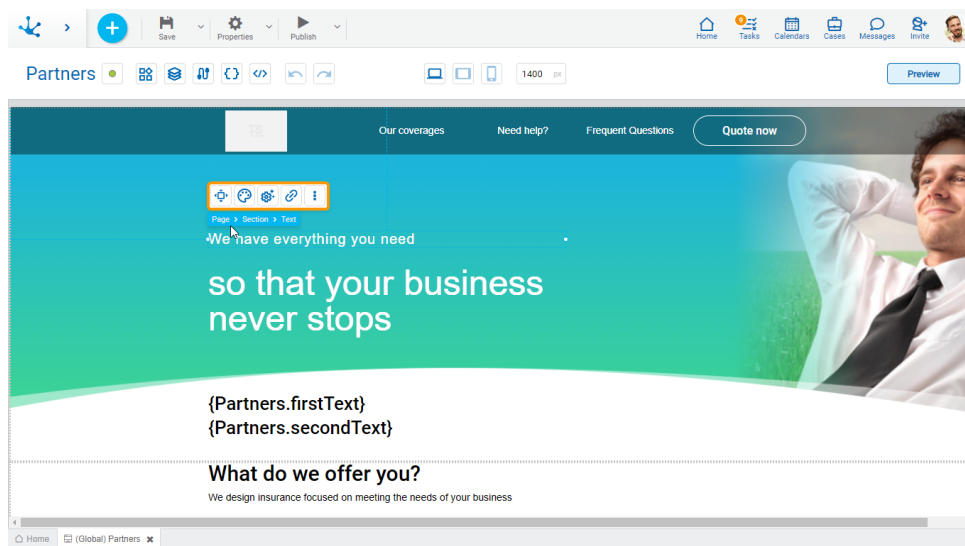 Save
Properties
Publish
Home
9
Tasks
Calendars
Cases
Messages
Invite
Partners
1400 px
Preview
Our coverages
Need help?
Frequent Questions
Quote now
Page > Section > Text
We have everything you need
so that your business
never stops
{Partners.firstText}
{Partners.secondText}
What do we offer you?
We design insurance focused on meeting the needs of your business
Home
(Global) Partners